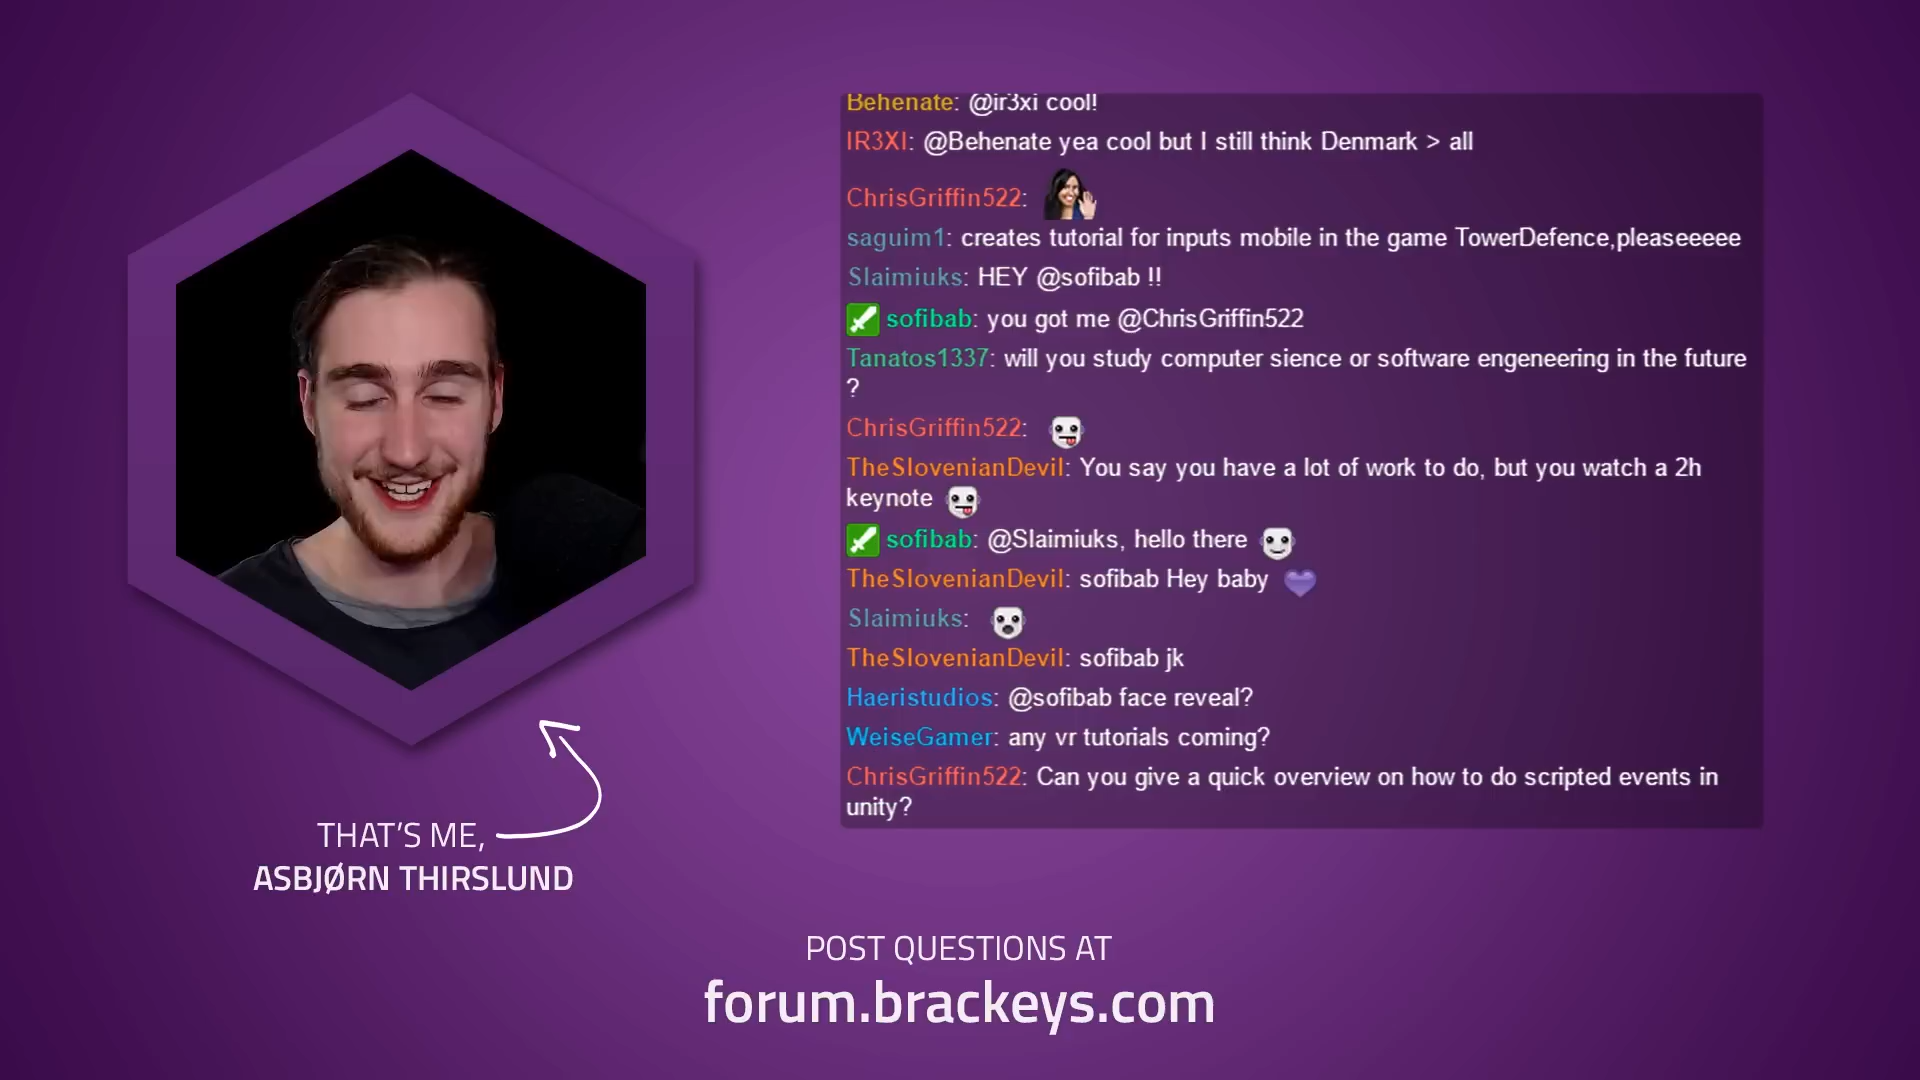 Behenate: @ir3xi cool!
IR3XI: @Behenate yea cool but I still think Denmark > all
ChrisGriffin522:
saguim1: creates tutorial for inputs mobile in the game TowerDefence,pleaseeeee
Slaimiuks: HEY @sofibab !!
sofibab: you got me @ChrisGriffin522
Tanatos1337: will you study computer sience or software engeneering in the future
?
ChrisGriffin522:
TheSlovenianDevil: You say you have a lot of work to do, but you watch a 2h
keynote
sofibab: @Slaimiuks, hello there
TheSlovenianDevil: sofibab Hey baby
Slaimiuks:
TheSlovenianDevil: sofibab jk
Haeristudios: @sofibab face reveal?
WeiseGamer: any vr tutorials coming?
ChrisGriffin522: Can you give a quick overview on how to do scripted events in
unity?
THAT'S ME,
ASBJØRN THIRSLUND
POST QUESTIONS AT
forum.brackeys.com